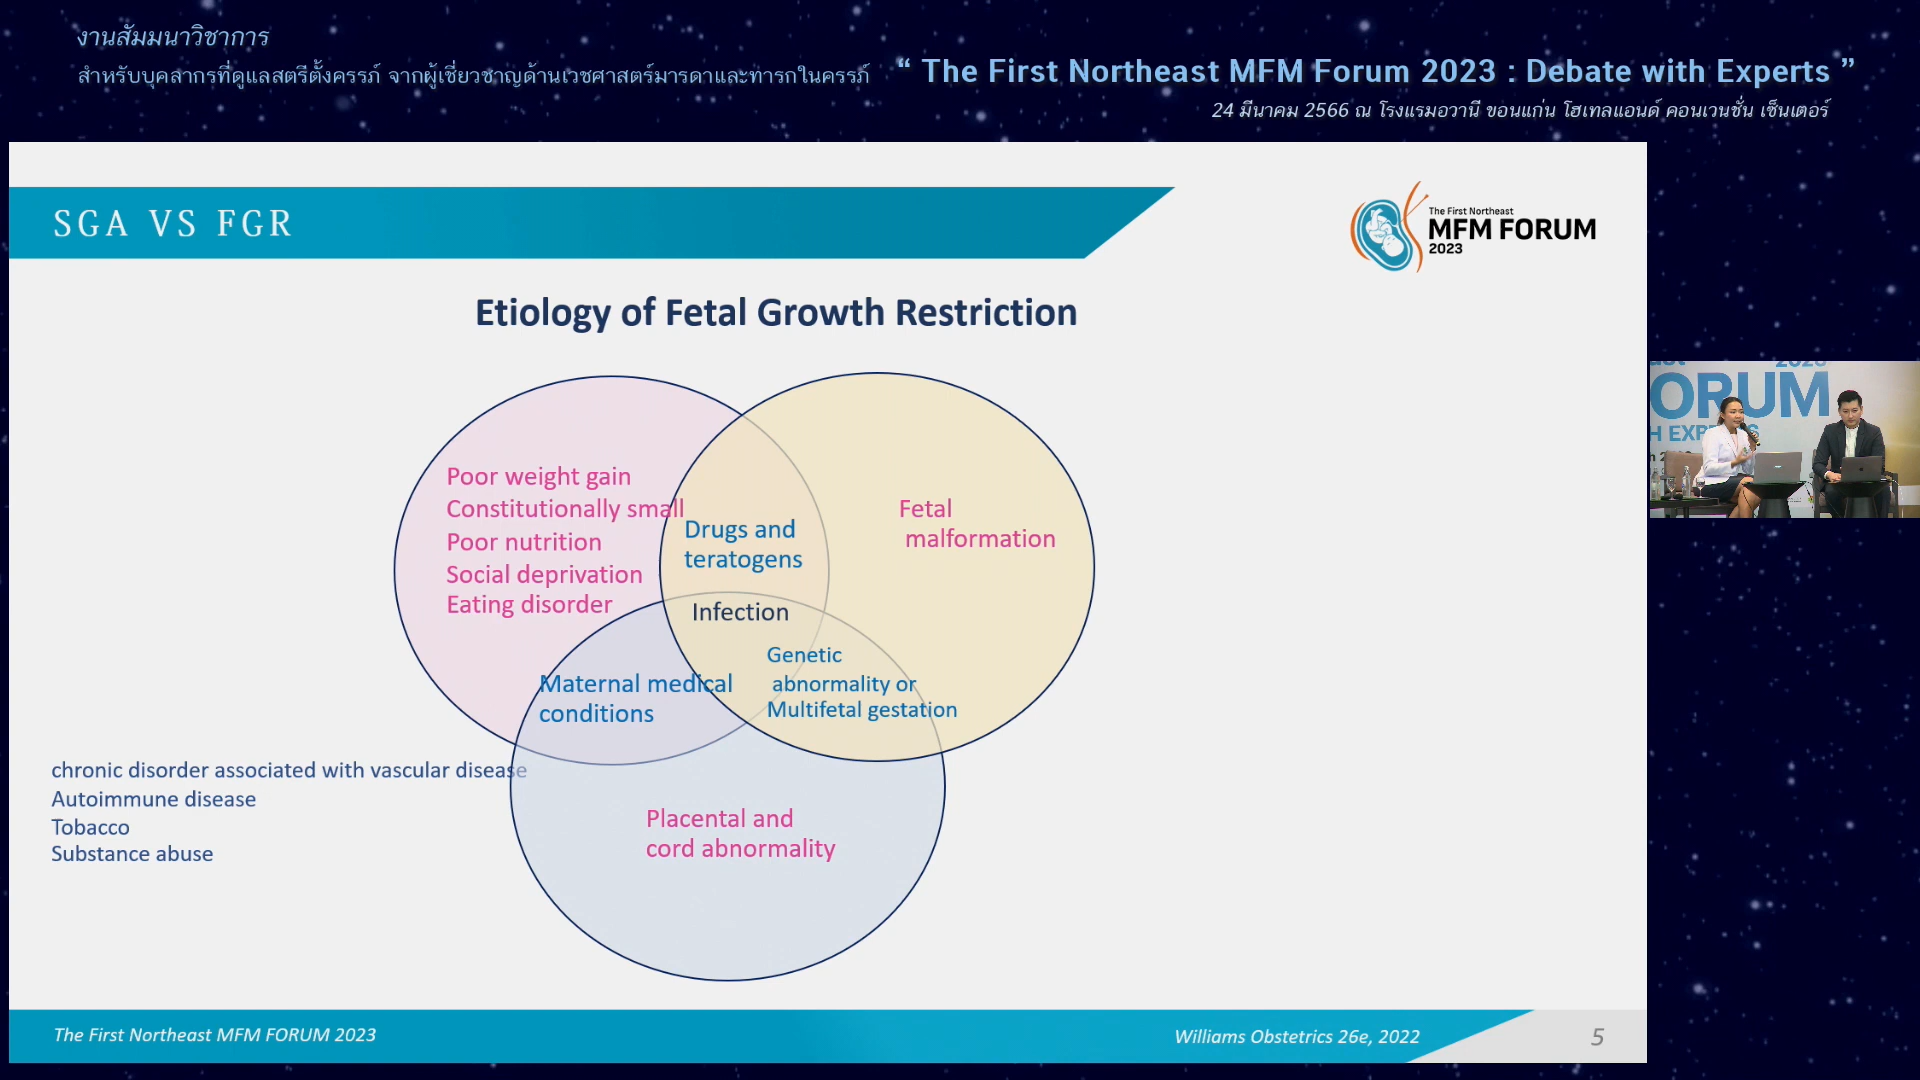 งานสัมมนาวิชาการ
สำหรับบุคลากรที่ดูแลสตรีตั้งครรภ์ จากผู้เชี่ยวชาญด้านเวชศาสตร์มารดาและทารกในครรภ์
“ The First Northeast MFM Forum 2023 : Debate with Experts ”
24 มีนาคม 2566 ณ โรงแรมอวานี ขอนแก่น โฮเทลแอนด์ คอนเวนชั่น เซ็นเตอร์
SGA VS FGR
The First Northeast
MFM FORUM
2023
Etiology of Fetal Growth Restriction
Poor weight gain
Constitutionally small
Poor nutrition
Social deprivation
Eating disorder
Drugs and
teratogens
Fetal
malformation
Infection
Maternal medical
conditions
Genetic
abnormality or
Multifetal gestation
chronic disorder associated with vascular disease
Autoimmune disease
Tobacco
Substance abuse
Placental and
cord abnormality
The First Northeast MFM FORUM 2023
Williams Obstetrics 26e, 2022
5
ORUM
H EXPERTS